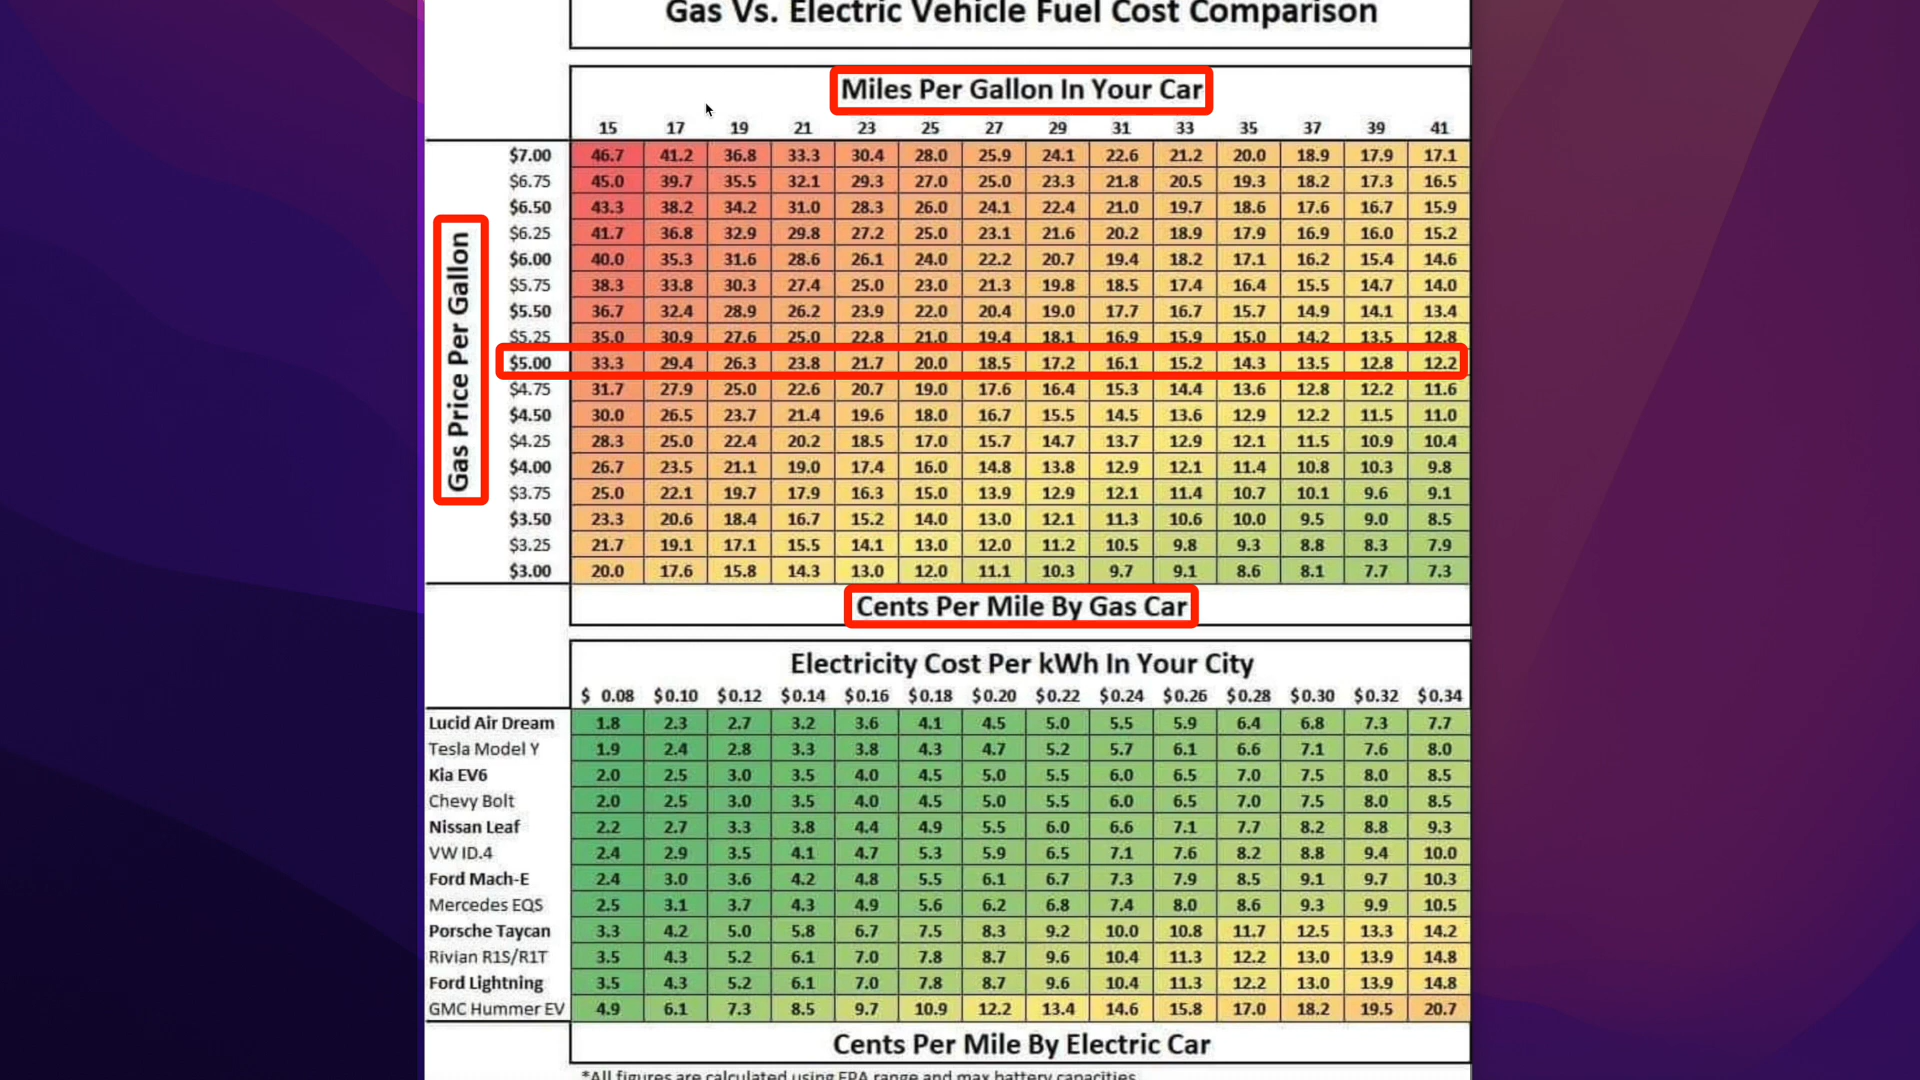 Gas Vs. Electric Vehicle Fuel Cost Comparison
Miles Per Gallon In Your Car
15 17 19 21 23 25 27 29 31 33 35 37 39 41
Gas Price Per Gallon
$7.00 46.7 41.2 36.8 33.3 30.4 28.0 25.9 24.1 22.6 21.2 20.0 18.9 17.9 17.1
$6.75 45.0 39.7 35.5 32.1 29.3 27.0 25.0 23.3 21.8 20.5 19.3 18.2 17.3 16.5
$6.50 43.3 38.2 34.2 31.0 28.3 26.0 24.1 22.4 21.0 19.7 18.6 17.6 16.7 15.9
$6.25 41.7 36.8 32.9 29.8 27.2 25.0 23.1 21.6 20.2 18.9 17.9 16.9 16.0 15.2
$6.00 40.0 35.3 31.6 28.6 26.1 24.0 22.2 20.7 19.4 18.2 17.1 16.2 15.4 14.6
$5.75 38.3 33.8 30.3 27.4 25.0 23.0 21.3 19.8 18.5 17.4 16.4 15.5 14.7 14.0
$5.50 36.7 32.4 28.9 26.2 23.9 22.0 20.4 19.0 17.7 16.7 15.7 14.9 14.1 13.4
$5.25 35.0 30.9 27.6 25.0 22.8 21.0 19.4 18.1 16.9 15.9 15.0 14.2 13.5 12.8
$5.00 33.3 29.4 26.3 23.8 21.7 20.0 18.5 17.2 16.1 15.2 14.3 13.5 12.8 12.2
$4.75 31.7 27.9 25.0 22.6 20.7 19.0 17.6 16.4 15.3 14.4 13.6 12.8 12.2 11.6
$4.50 30.0 26.5 23.7 21.4 19.6 18.0 16.7 15.5 14.5 13.6 12.9 12.2 11.5 11.0
$4.25 28.3 25.0 22.4 20.2 18.5 17.0 15.7 14.7 13.7 12.9 12.1 11.5 10.9 10.4
$4.00 26.7 23.5 21.1 19.0 17.4 16.0 14.8 13.8 12.9 12.1 11.4 10.8 10.3 9.8
$3.75 25.0 22.1 19.7 17.9 16.3 15.0 13.9 12.9 12.1 11.4 10.7 10.1 9.6 9.1
$3.50 23.3 20.6 18.4 16.7 15.2 14.0 13.0 12.1 11.3 10.6 10.0 9.5 9.0 8.5
$3.25 21.7 19.1 17.1 15.5 14.1 13.0 12.0 11.2 10.5 9.8 9.3 8.8 8.3 7.9
$3.00 20.0 17.6 15.8 14.3 13.0 12.0 11.1 10.3 9.7 9.1 8.6 8.1 7.7 7.3
Cents Per Mile By Gas Car
Electricity Cost Per kWh In Your City
$ 0.08 $0.10 $0.12 $0.14 $0.16 $0.18 $0.20 $0.22 $0.24 $0.26 $0.28 $0.30 $0.32 $0.34
Lucid Air Dream 1.8 2.3 2.7 3.2 3.6 4.1 4.5 5.0 5.5 5.9 6.4 6.8 7.3 7.7
Tesla Model Y 1.9 2.4 2.8 3.3 3.8 4.3 4.7 5.2 5.7 6.1 6.6 7.1 7.6 8.0
Kia EV6 2.0 2.5 3.0 3.5 4.0 4.5 5.0 5.5 6.0 6.5 7.0 7.5 8.0 8.5
Chevy Bolt 2.0 2.5 3.0 3.5 4.0 4.5 5.0 5.5 6.0 6.5 7.0 7.5 8.0 8.5
Nissan Leaf 2.2 2.7 3.3 3.8 4.4 4.9 5.5 6.0 6.6 7.1 7.7 8.2 8.8 9.3
VW ID.4 2.4 2.9 3.5 4.1 4.7 5.3 5.9 6.5 7.1 7.6 8.2 8.8 9.4 10.0
Ford Mach-E 2.4 3.0 3.6 4.2 4.8 5.5 6.1 6.7 7.3 7.9 8.5 9.1 9.7 10.3
Mercedes EQS 2.5 3.1 3.7 4.3 4.9 5.6 6.2 6.8 7.4 8.0 8.6 9.3 9.9 10.5
Porsche Taycan 3.3 4.2 5.0 5.8 6.7 7.5 8.3 9.2 10.0 10.8 11.7 12.5 13.3 14.2
Rivian R1S/R1T 3.5 4.3 5.2 6.1 7.0 7.8 8.7 9.6 10.4 11.3 12.2 13.0 13.9 14.8
Ford Lightning 3.5 4.3 5.2 6.1 7.0 7.8 8.7 9.6 10.4 11.3 12.2 13.0 13.9 14.8
GMC Hummer EV 4.9 6.1 7.3 8.5 9.7 10.9 12.2 13.4 14.6 15.8 17.0 18.2 19.5 20.7
Cents Per Mile By Electric Car
*All figures are calculated using EPA range and max battery capacities